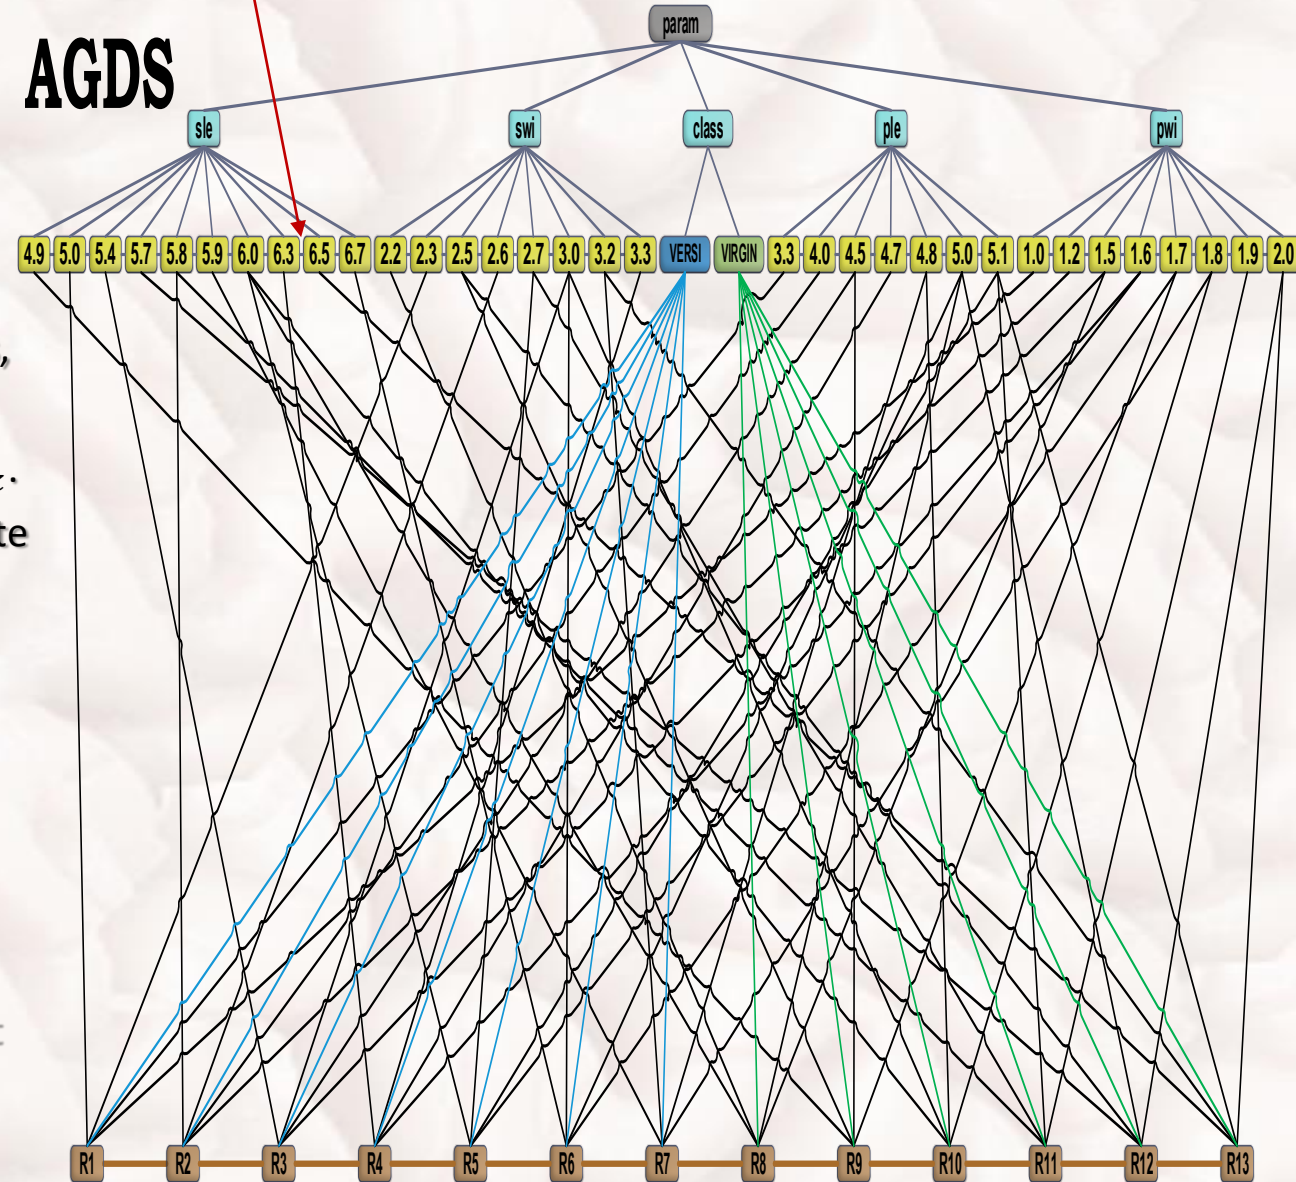 param
AGDS
sle swi class ple pwi
4.9 5.0 5.4 5.7 5.8 5.9 6.0 6.3 6.5 6.7 2.2 2.3 2.5 2.6 2.7 3.0 3.2 3.3 VERSI VIRGIN 3.3 4.0 4.5 4.7 4.8 5.0 5.1 1.0 1.2 1.5 1.6 1.7 1.8 1.9 2.0
,
te
R1 R2 R3 R4 R5 R6 R7 R8 R9 R10 R11 R12 R13